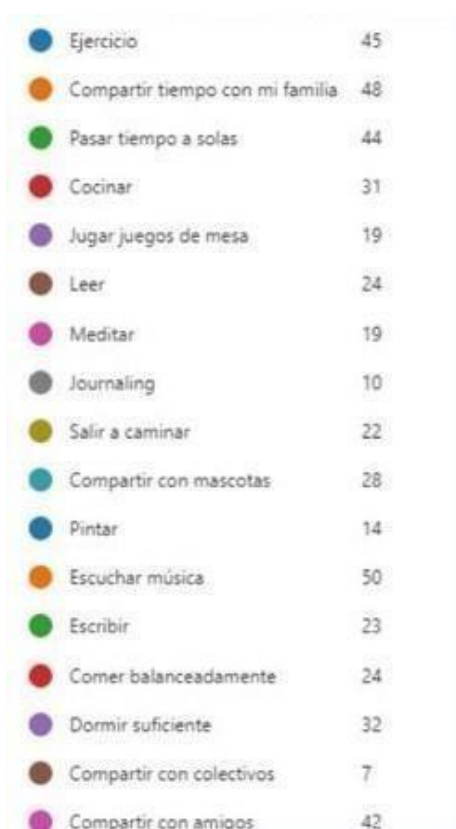 Ejercicio 45
Compartir tiempo con mi familia 48
Pasar tiempo a solas 44
Cocinar 31
Jugar juegos de mesa 19
Leer 24
Meditar 19
Journaling 10
Salir a caminar 22
Compartir con mascotas 28
Pintar 14
Escuchar música 50
Escribir 23
Comer balanceadamente 24
Dormir suficiente 32
Compartir con colectivos 7
Compartir con amigos 42